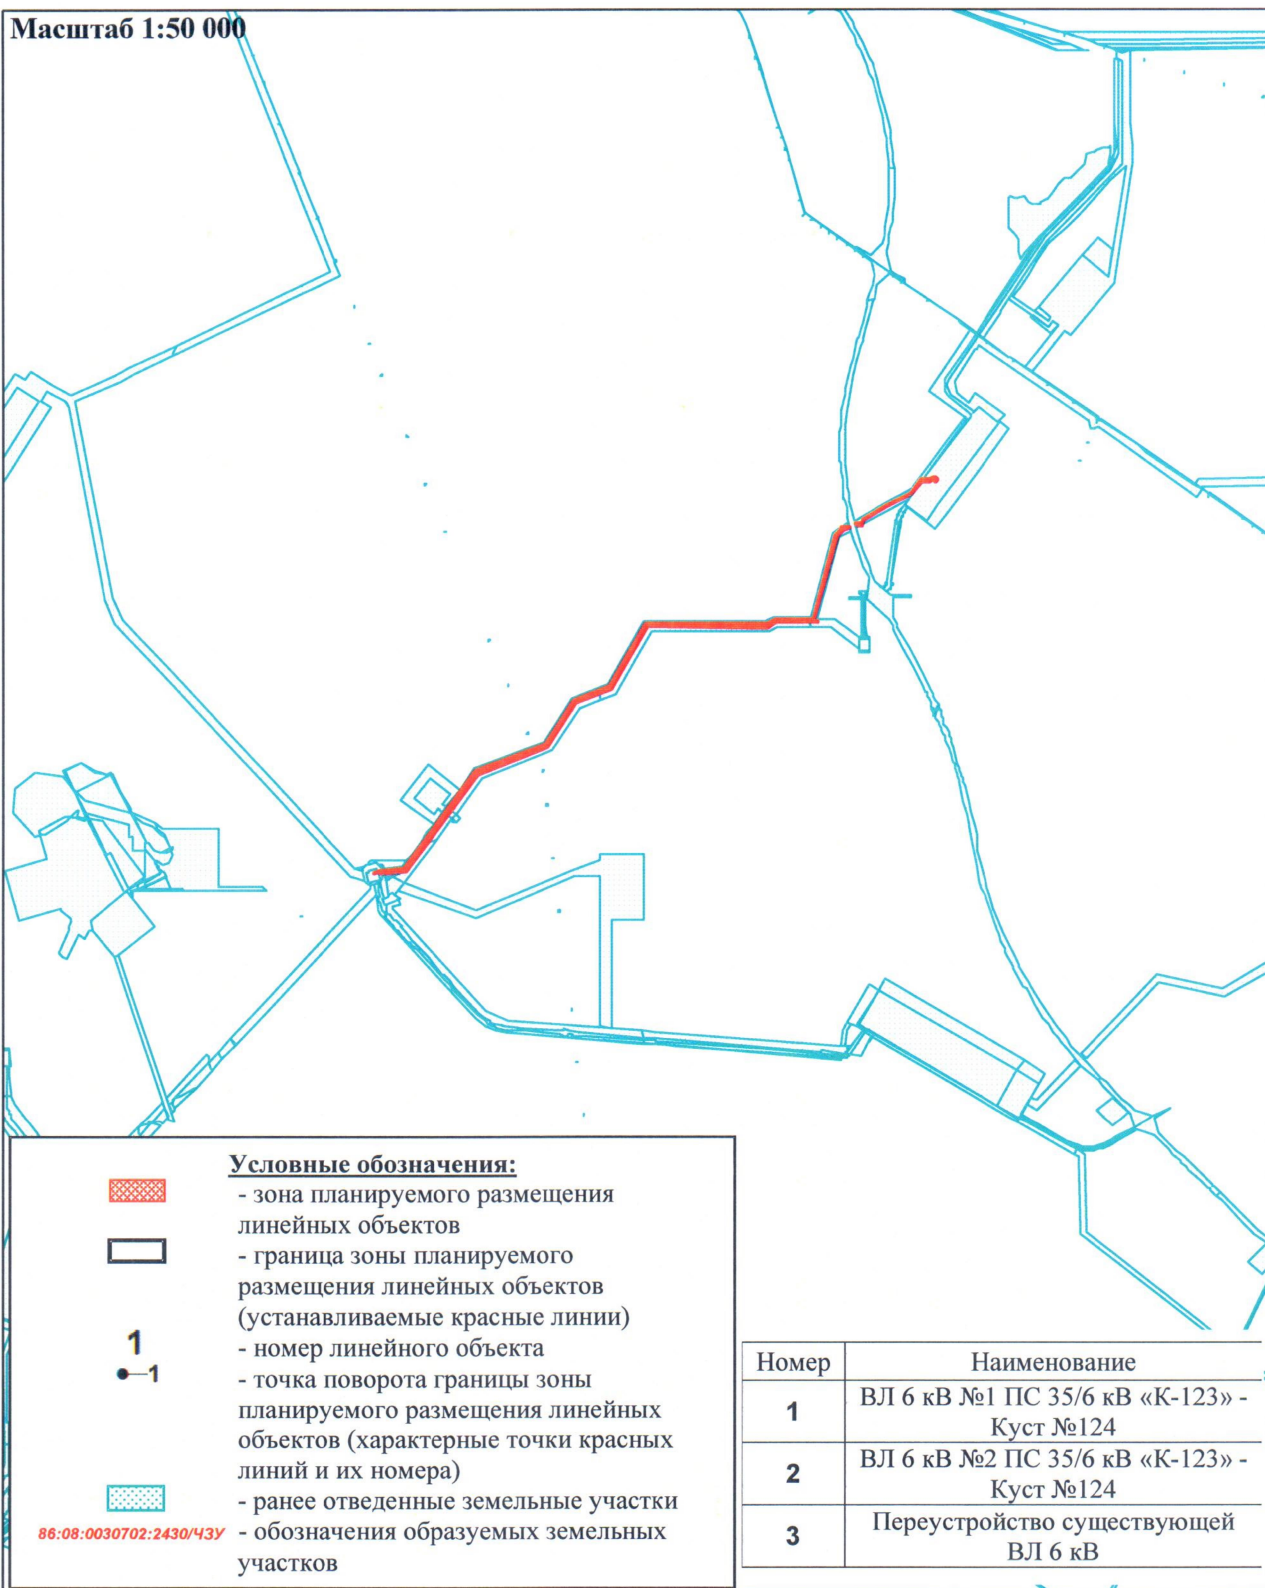 Масштаб 1:50 000
Условные обозначения:
- зона планируемого размещения
линейных объектов
- граница зоны планируемого
размещения линейных объектов
(устанавливаемые красные линии)
1
- номер линейного объекта
1
- точка поворота границы зоны
планируемого размещения линейных
объектов (характерные точки красных
линий и их номера)
- ранее отведенные земельные участки
86:08:0030702:2430/ЧЗУ - обозначения образуемых земельных
участков
Номер Наименование
1 ВЛ 6 кВ №1 ПС 35/6 кВ «К-123» -
Куст №124
2 ВЛ 6 кВ №2 ПС 35/6 кВ «К-123» -
Куст №124
3 Переустройство существующей
ВЛ 6 кВ